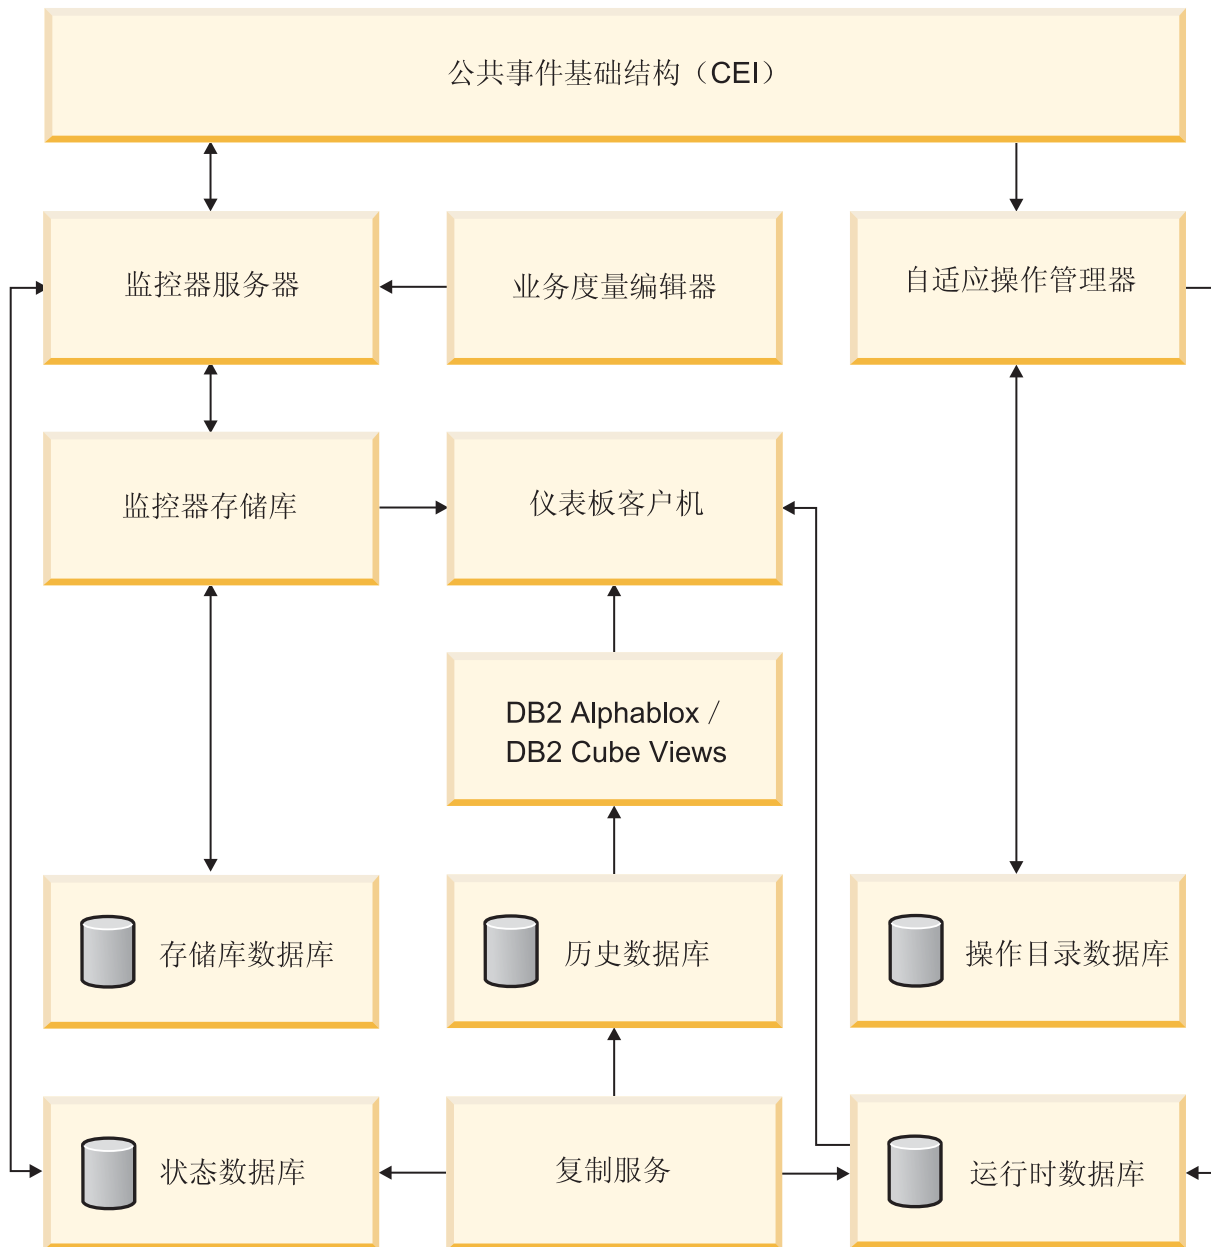 公共事件基础结构（CEI）
监控器服务器
业务度量编辑器
自适应操作管理器
监控器存储库
仪表板客户机
DB2 Alphablox /
DB2 Cube Views
存储库数据库
历史数据库
操作目录数据库
状态数据库
复制服务
运行时数据库